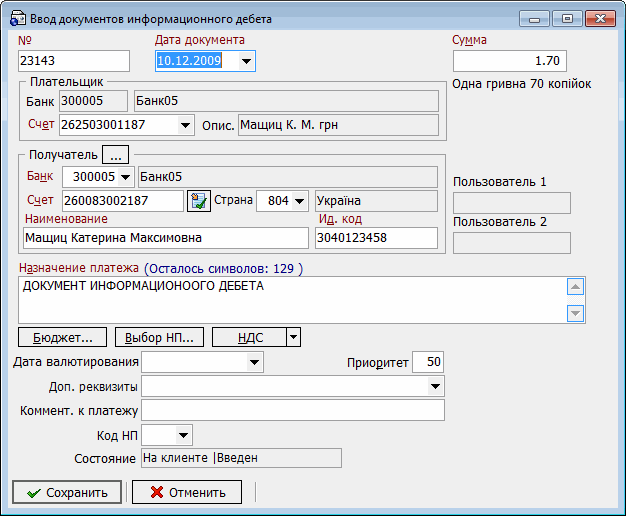 Ввод документов информационного дебета
№ Дата документа Сумма
23143 10.12.2009 1.70
Одна гривна 70 копійок
Плательщик
Банк 300005 Банк05
Счет 262503001187 Опис. Мащиц К. М. грн
Получатель ...
Банк 300005 Банк05
Счет 260083002187 Страна 804 Україна
Наименование Ид. код
Мащиц Катерина Максимовна 3040123458
Пользователь 1
Пользователь 2
Назначение платежа (Осталось символов: 129 )
ДОКУМЕНТ ИНФОРМАЦИОНООГО ДЕБЕТА
Бюджет... Выбор НП... НДС
Дата валютирования Приоритет 50
Доп. реквизиты
Коммент. к платежу
Код НП
Состояние На клиенте |Введен
Сохранить Отменить